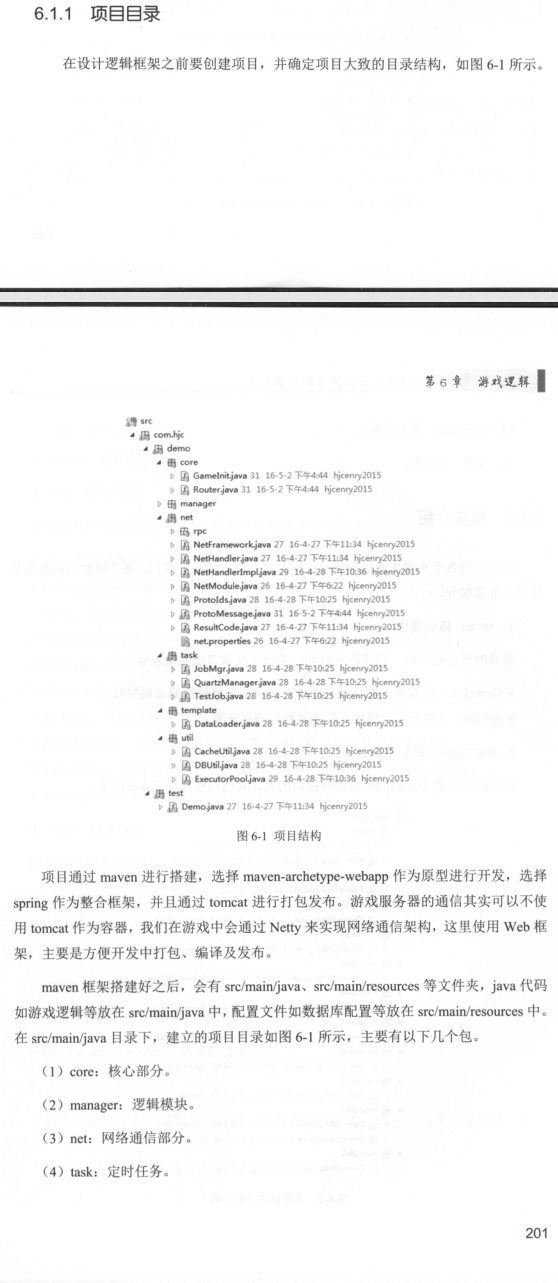 6.1.1 项目目录
在设计逻辑框架之前要创建项目，并确定项目大致的目录结构，如图 6-1 所示。
第 6 章 游戏逻辑
src
com.hjc
demo
core
GameInit.java 31 16-5-2 下午4:44 hjcenry2015
Router.java 31 16-5-2 下午4:44 hjcenry2015
manager
net
rpc
NetFramework.java 27 16-4-27 下午11:34 hjcenry2015
NetHandler.java 27 16-4-27 下午11:34 hjcenry2015
NetHandlerImpl.java 29 16-4-28 下午10:36 hjcenry2015
NetModule.java 26 16-4-27 下午6:22 hjcenry2015
ProtoIds.java 28 16-4-28 下午10:25 hjcenry2015
ProtoMessage.java 31 16-5-2 下午4:44 hjcenry2015
ResultCode.java 27 16-4-27 下午11:34 hjcenry2015
net.properties 26 16-4-27 下午6:22 hjcenry2015
task
JobMgr.java 28 16-4-28 下午10:25 hjcenry2015
QuartzManager.java 28 16-4-28 下午10:25 hjcenry2015
TestJob.java 28 16-4-28 下午10:25 hjcenry2015
template
DataLoader.java 28 16-4-28 下午10:25 hjcenry2015
util
CacheUtil.java 28 16-4-28 下午10:25 hjcenry2015
DBUtil.java 28 16-4-28 下午10:25 hjcenry2015
ExecutorPool.java 29 16-4-28 下午10:36 hjcenry2015
test
Demo.java 27 16-4-27 下午11:34 hjcenry2015
图 6-1 项目结构
项目通过 maven 进行搭建，选择 maven-archetype-webapp 作为原型进行开发，选择
spring 作为整合框架，并且通过 tomcat 进行打包发布。游戏服务器的通信其实可以不使
用 tomcat 作为容器，我们在游戏中会通过 Netty 来实现网络通信架构，这里使用 Web 框
架，主要是方便开发中打包、编译及发布。
maven 框架搭建好之后，会有 src/main/java、src/main/resources 等文件夹，java 代码
如游戏逻辑等放在 src/main/java 中，配置文件如数据库配置等放在 src/main/resources 中。
在 src/main/java 目录下，建立的项目目录如图 6-1 所示，主要有以下几个包。
（1）core：核心部分。
（2）manager：逻辑模块。
（3）net：网络通信部分。
（4）task：定时任务。
201